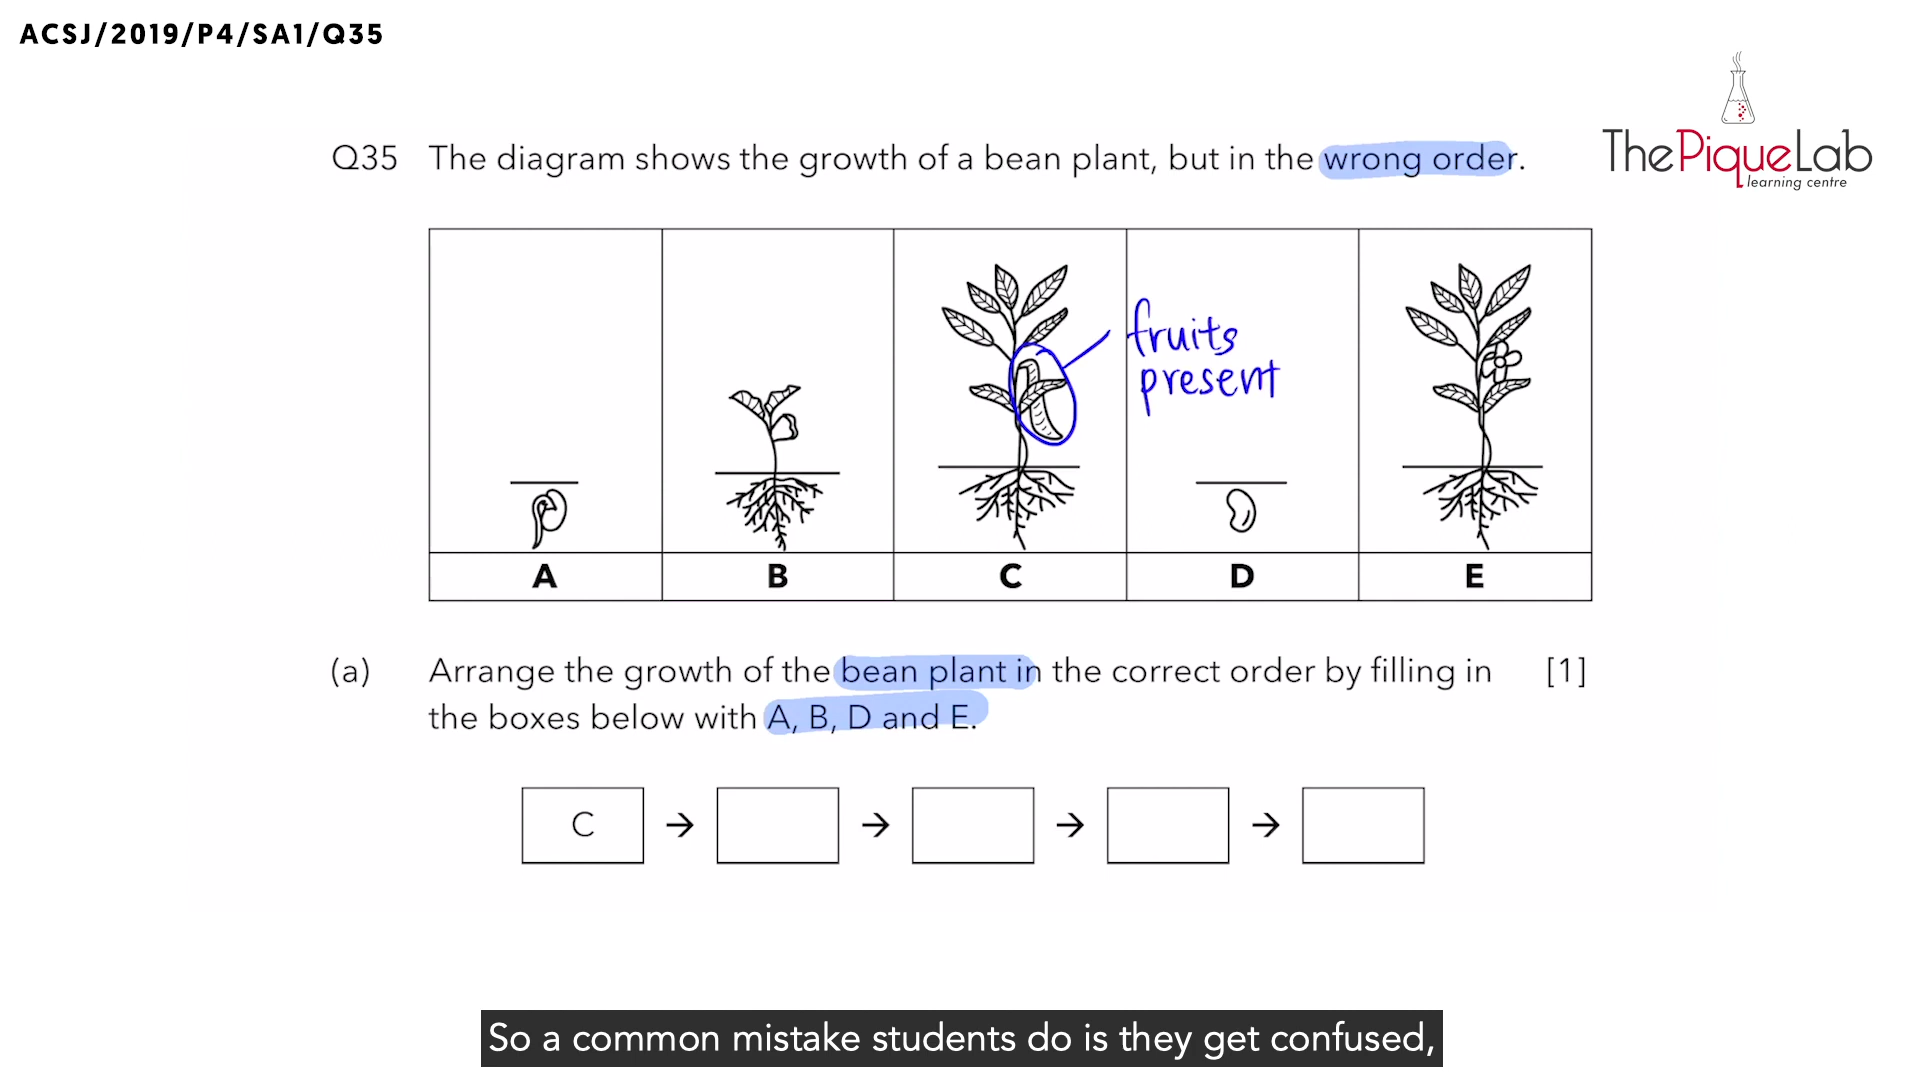 ACSJ/2019/P4/SA1/Q35
ThePiqueLab
learning centre
Q35 The diagram shows the growth of a bean plant, but in the wrong order.
fruits
present
A B C D E
(a) Arrange the growth of the bean plant in the correct order by filling in [1]
the boxes below with A, B, D and E.
C → → → →
So a common mistake students do is they get confused,